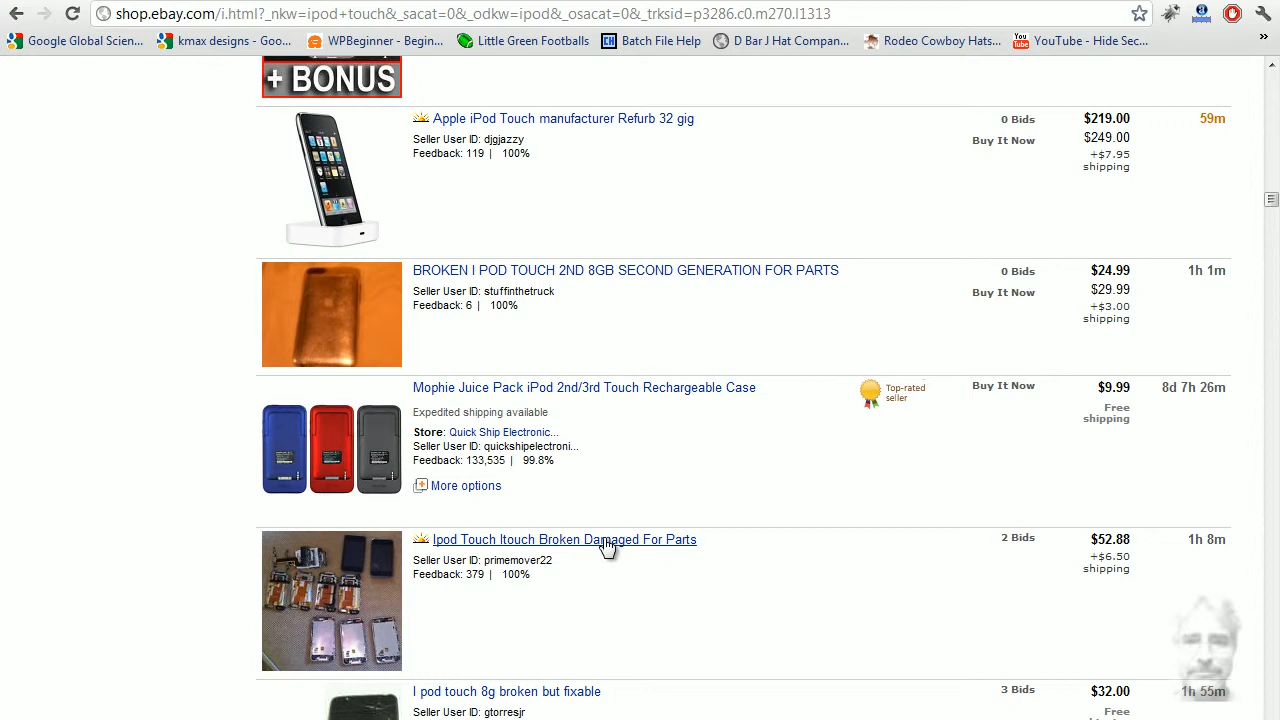 shop.ebay.com/i.html?_nkw=ipod+touch&_sacat=0&_odkw=ipod&_osacat=0&_trksid=p3286.c0.m270.l1313
Google Global Scien... kmax designs - Goo... WPBeginner - Begin... Little Green Footballs CH Batch File Help D Bar J Hat Compan... Rodeo Cowboy Hats... You Tube YouTube - Hide Sec... »
+ BONUS
Apple iPod Touch manufacturer Refurb 32 gig 0 Bids $219.00 59m
Seller User ID: djgjazzy Buy It Now $249.00
Feedback: 119 | 100% +$7.95
shipping
BROKEN I POD TOUCH 2ND 8GB SECOND GENERATION FOR PARTS 0 Bids $24.99 1h 1m
Seller User ID: stuffinthetruck Buy It Now $29.99
Feedback: 6 | 100% +$3.00
shipping
Mophie Juice Pack iPod 2nd/3rd Touch Rechargeable Case Top-rated seller Buy It Now $9.99 8d 7h 26m
Expedited shipping available Free
shipping
Store: Quick Ship Electronic...
Seller User ID: quickshipelectroni...
Feedback: 133,535 | 99.8%
More options
Ipod Touch Itouch Broken Damaged For Parts 2 Bids $52.88 1h 8m
Seller User ID: primemover22 +$6.50
Feedback: 379 | 100% shipping
I pod touch 8g broken but fixable 3 Bids $32.00 1h 55m
Seller User ID: gtorresjr Free